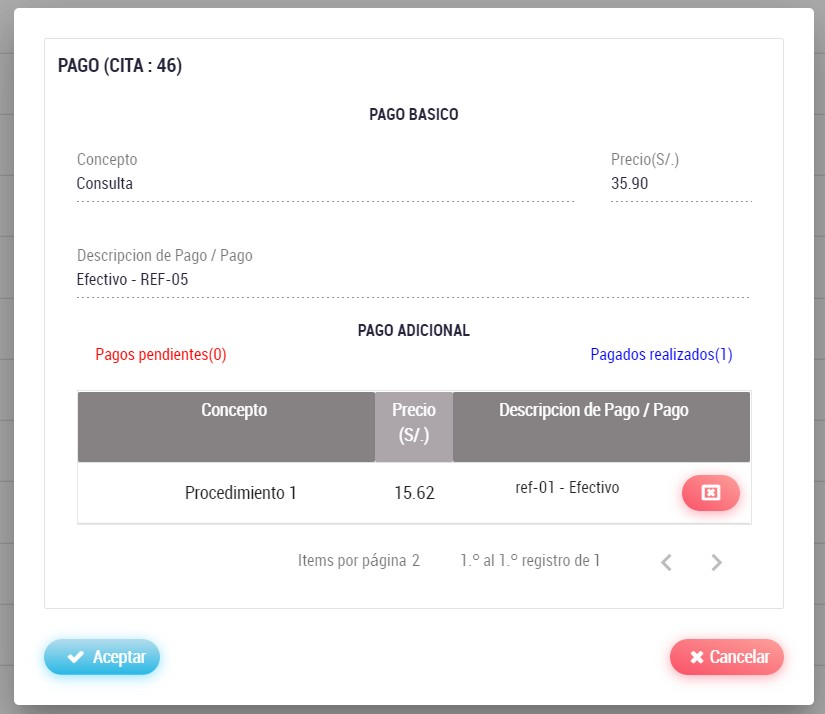 PAGO (CITA : 46)
PAGO BASICO
Concepto
Precio(S/.)
Consulta
35.90
Descripcion de Pago / Pago
Efectivo - REF-05
PAGO ADICIONAL
Pagos pendientes(0)
Pagados realizados(1)
Concepto
Precio
(S/.)
Descripcion de Pago / Pago
Procedimiento 1
15.62
ref-01 - Efectivo
Items por página 2
1.º al 1.º registro de 1
Aceptar
Cancelar